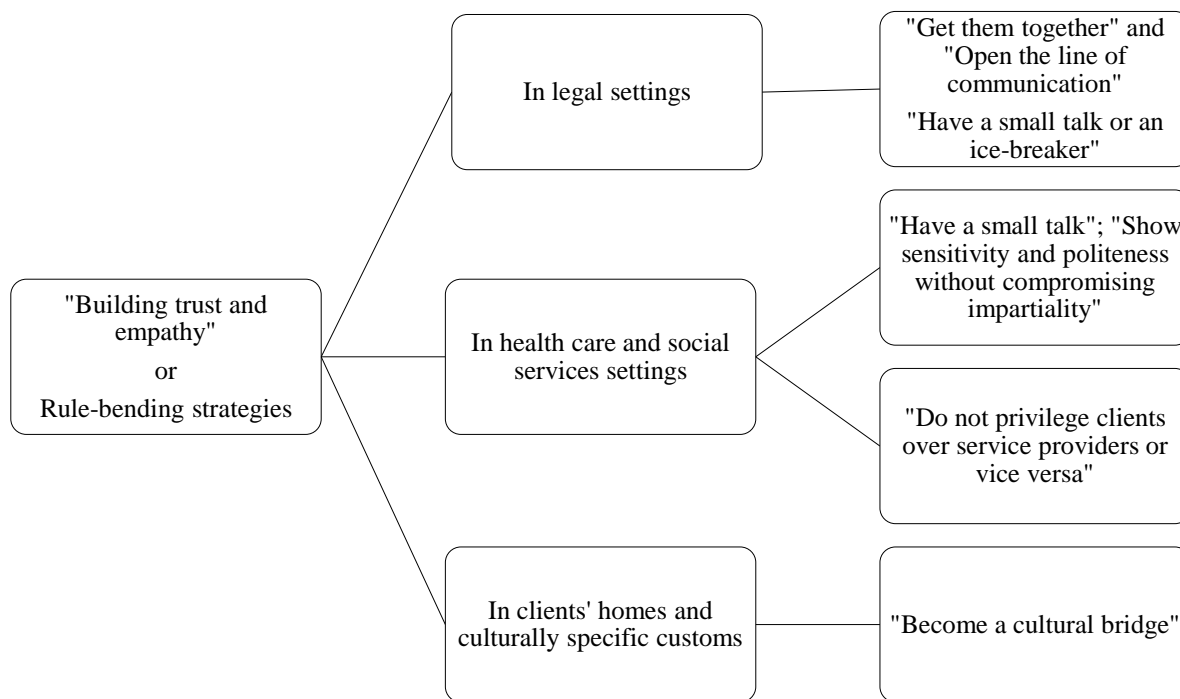 "Building trust and
empathy"
or
Rule-bending strategies
In legal settings
"Get them together" and
"Open the line of
communication"
"Have a small talk or an
ice-breaker"
In health care and social
services settings
"Have a small talk"; "Show
sensitivity and politeness
without compromising
impartiality"
"Do not privilege clients
over service providers or
vice versa"
In clients' homes and
culturally specific customs
"Become a cultural bridge"